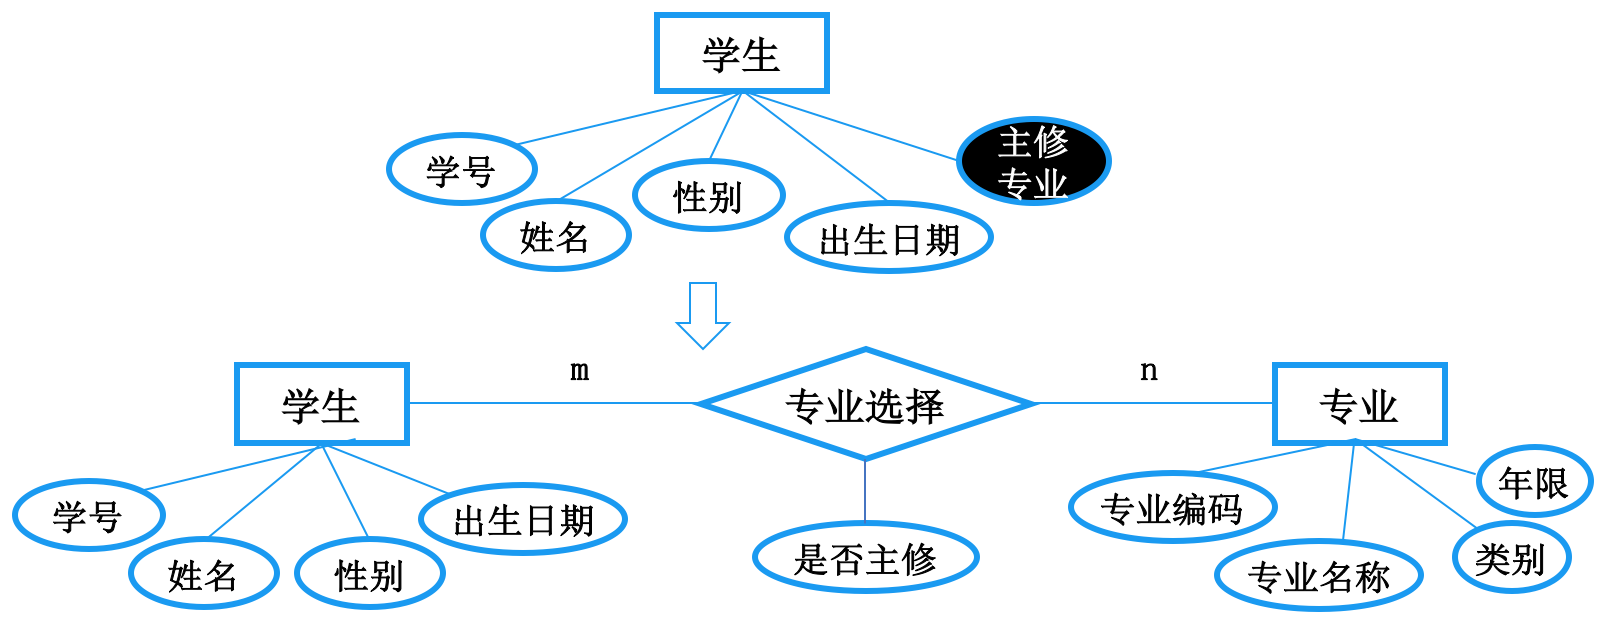 学生
学号
姓名
性别
出生日期
主修
专业
学生
m
专业选择
n
专业
学号
姓名
性别
出生日期
是否主修
专业编码
专业名称
类别
年限